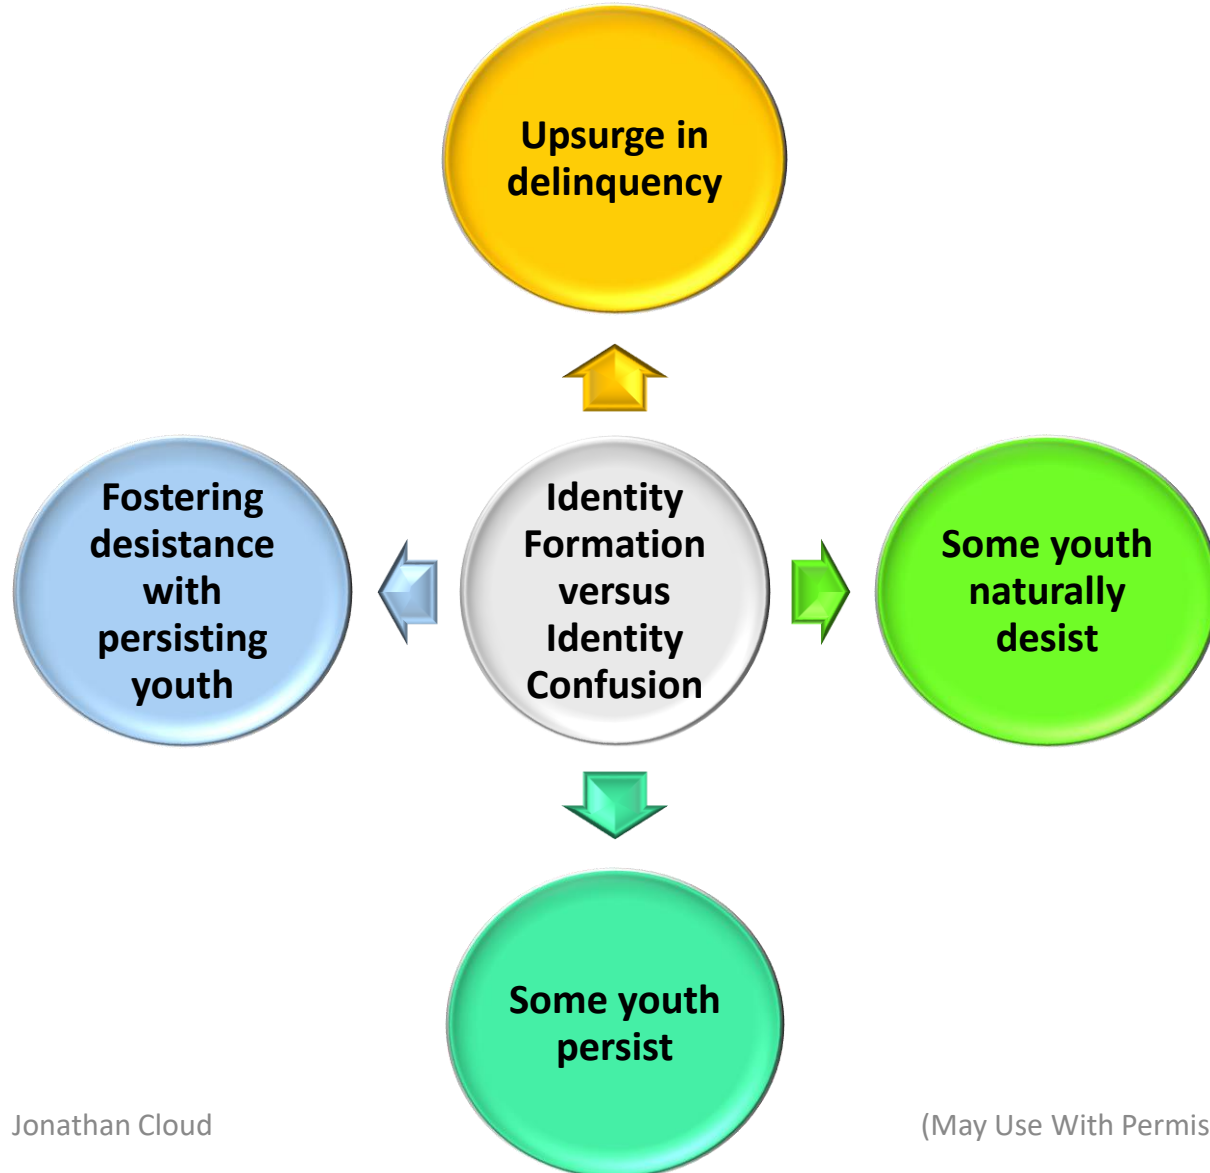 Upsurge in
delinquency
Fostering
desistance
with
persisting
youth
Identity
Formation
versus
Identity
Confusion
Some youth
naturally
desist
Some youth
persist
Jonathan Cloud
(May Use With Permis